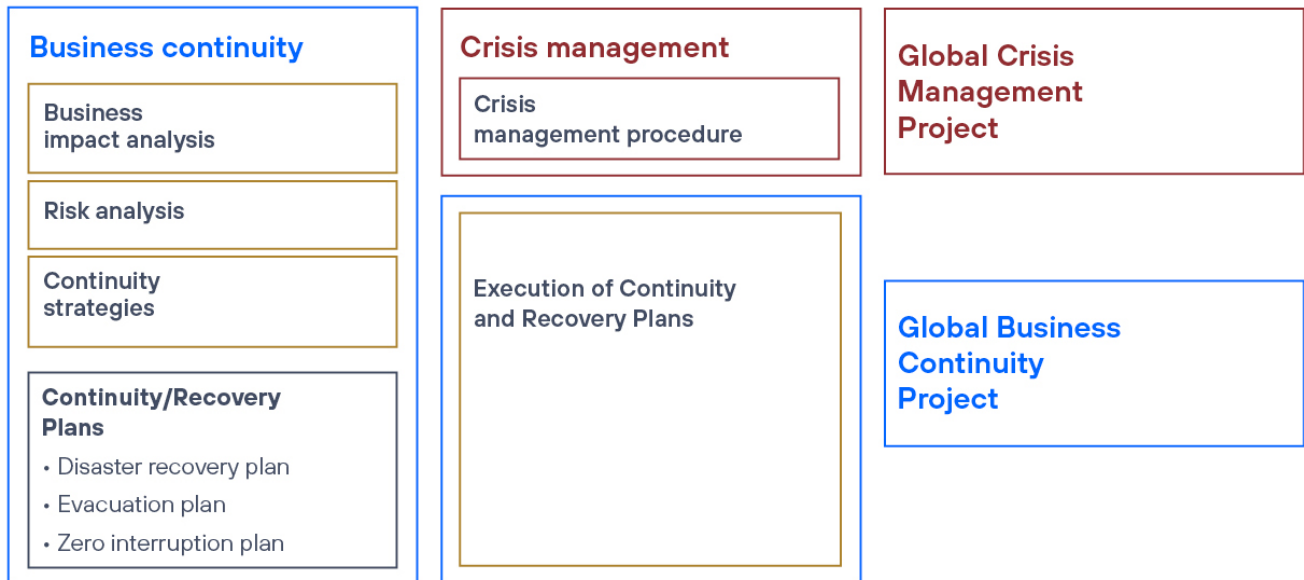 Business continuity
Business
impact analysis
Risk analysis
Continuity
strategies
Continuity/Recovery
Plans
• Disaster recovery plan
• Evacuation plan
• Zero interruption plan
Crisis management
Crisis
management procedure
Execution of Continuity
and Recovery Plans
Global Crisis
Management
Project
Global Business
Continuity
Project